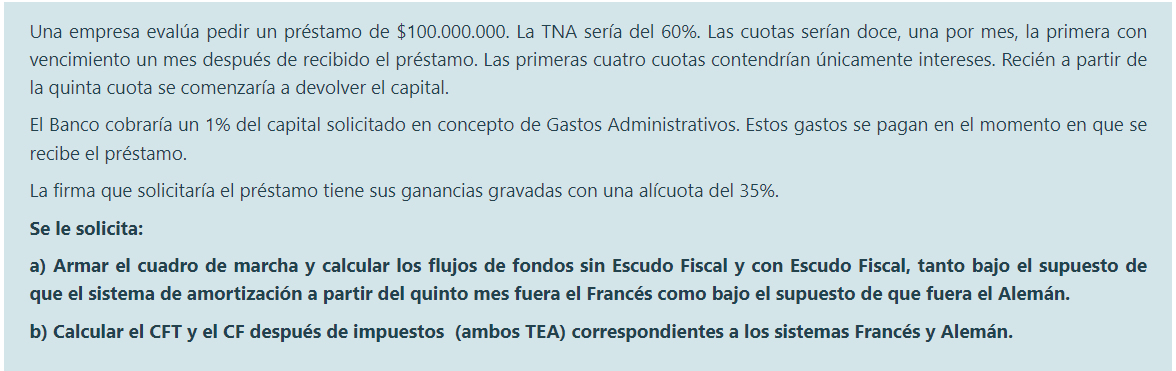 Una empresa evalúa pedir un préstamo de $100.000.000. La TNA sería del 60%. Las cuotas serían doce, una por mes, la primera con
vencimiento un mes después de recibido el préstamo. Las primeras cuatro cuotas contendrían únicamente intereses. Recién a partir de
la quinta cuota se comenzaría a devolver el capital.
El Banco cobraría un 1% del capital solicitado en concepto de Gastos Administrativos. Estos gastos se pagan en el momento en que se
recibe el préstamo.
La firma que solicitaría el préstamo tiene sus ganancias gravadas con una alícuota del 35%.
Se le solicita:
a) Armar el cuadro de marcha y calcular los flujos de fondos sin Escudo Fiscal y con Escudo Fiscal, tanto bajo el supuesto de
que el sistema de amortización a partir del quinto mes fuera el Francés como bajo el supuesto de que fuera el Alemán.
b) Calcular el CFT y el CF después de impuestos (ambos TEA) correspondientes a los sistemas Francés y Alemán.